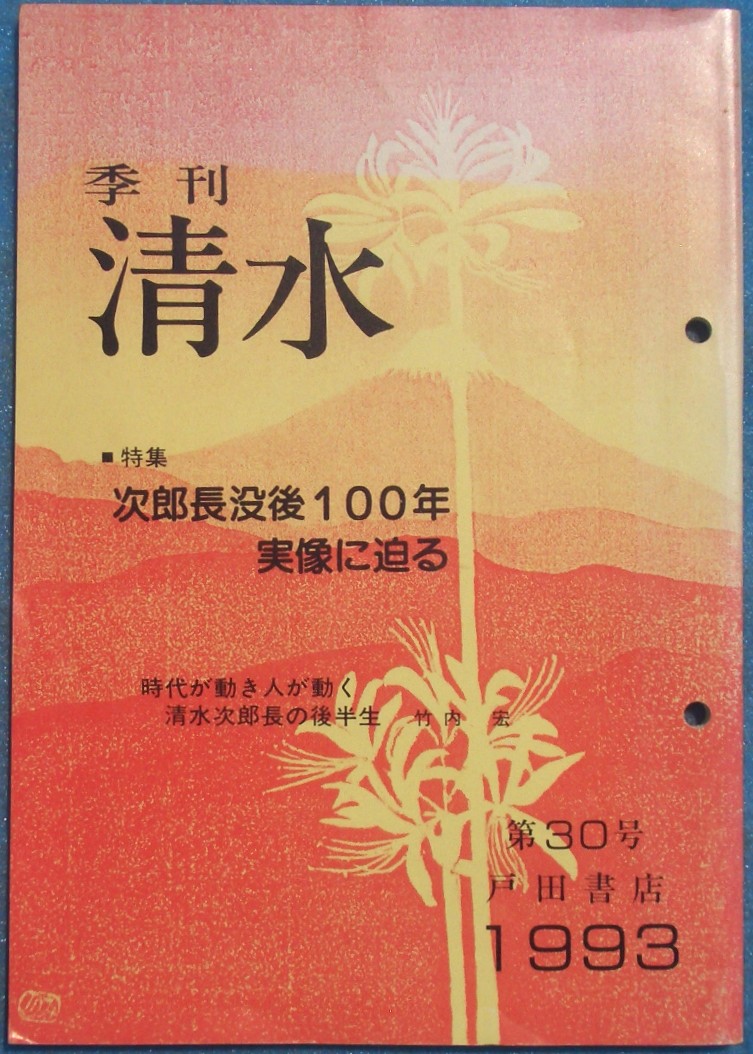 季刊
清水
■ 特集
次郎長没後100年
実像に迫る
時代が動き人が動く
清水次郎長の後半生 竹内 宏
第30号
戸田書店
1993